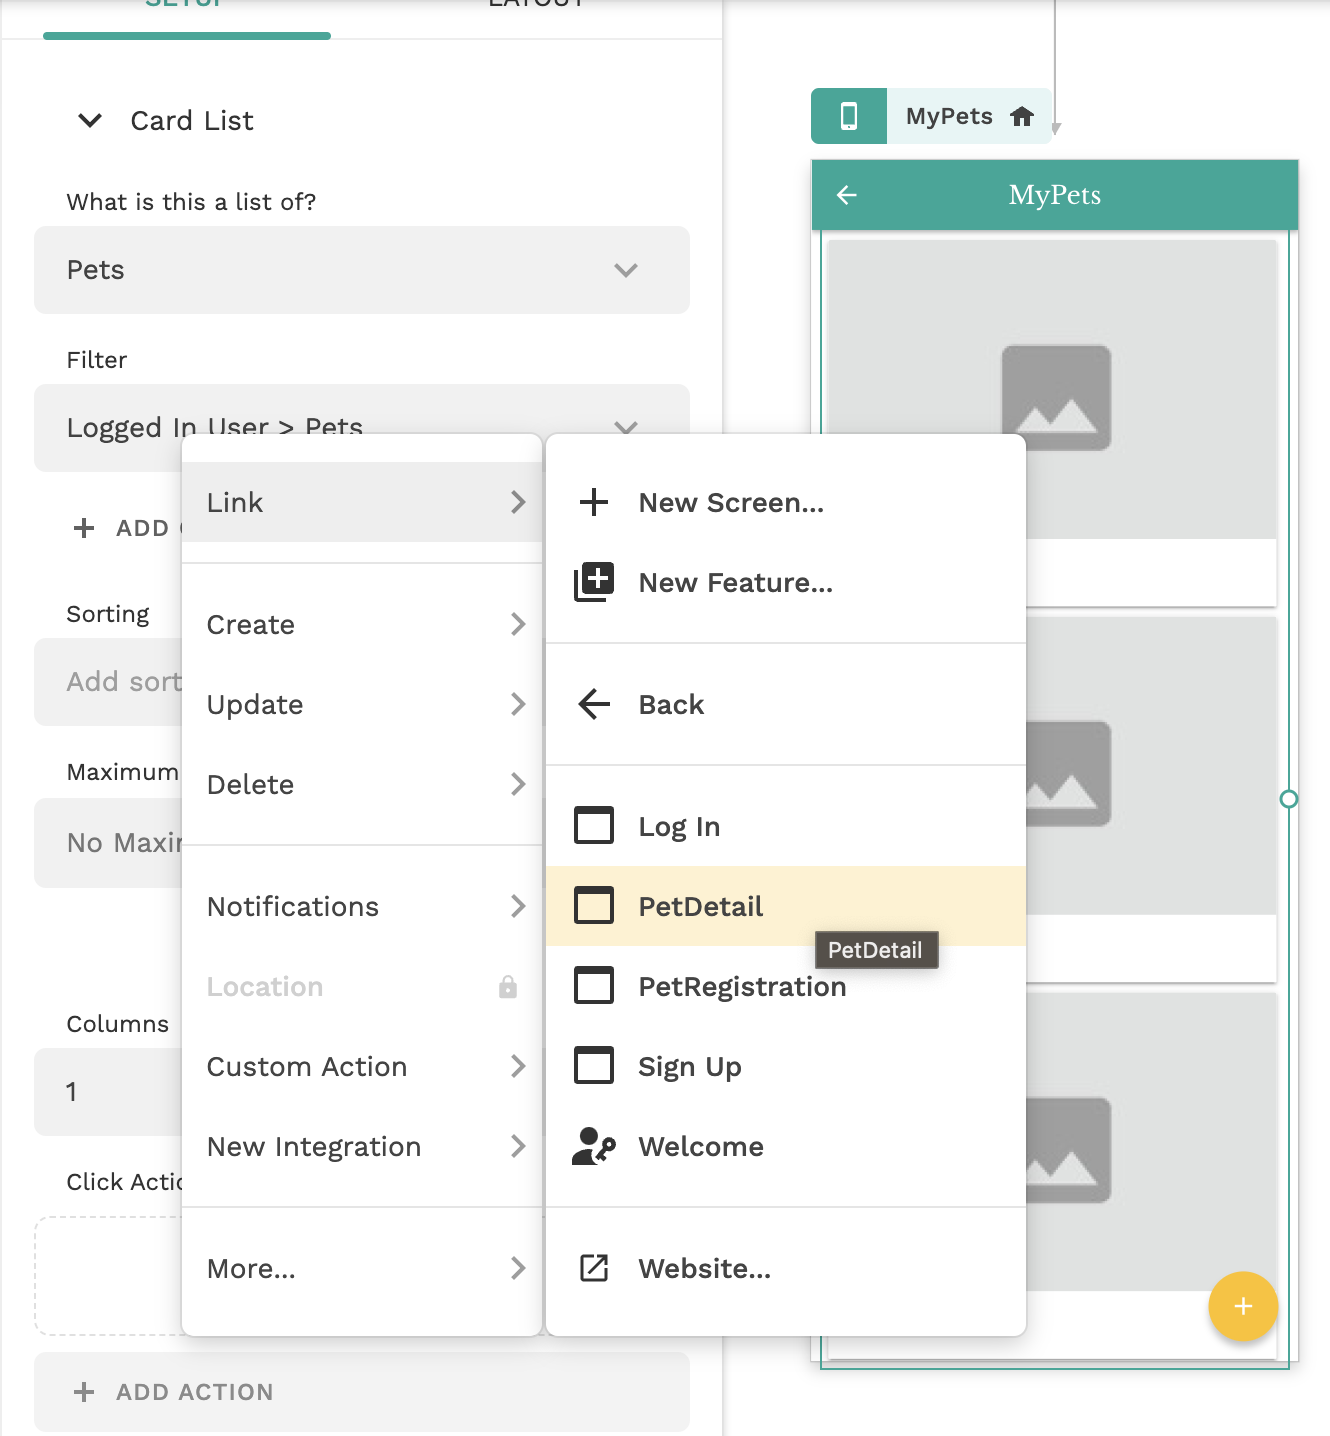 SETUP
LAYOUT
Card List
What is this a list of?
Pets
Filter
Logged In User > Pets
ADD
Sorting
Add sort
Maximum
No Maxim
Columns
1
Click Actio
ADD ACTION
Link
Create
Update
Delete
Notifications
Location
Custom Action
New Integration
More...
New Screen...
New Feature...
Back
Log In
PetDetail
PetDetail
PetRegistration
Sign Up
Welcome
Website...
MyPets
MyPets